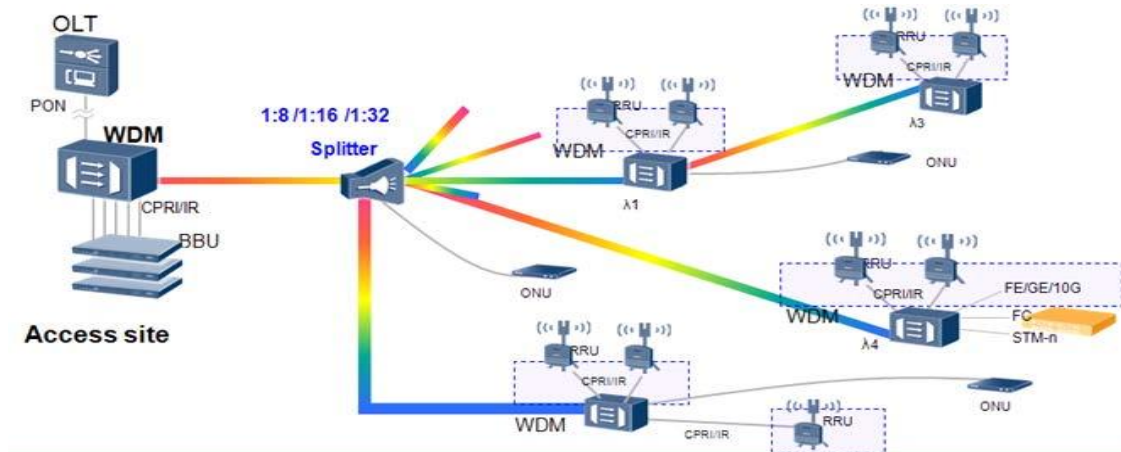 OLT
PON
WDM
CPRI/IR
BBU
Access site
1:8 /1:16 /1:32
Splitter
ONU
RRU
CPRI/IR
WDM
λ1
RRU
CPRI/IR
WDM
λ3
ONU
RRU
CPRI/IR
WDM
λ4
FE/GE/10G
FC
STM-n
RRU
CPRI/IR
WDM
ONU
CPRI/IR
RRU